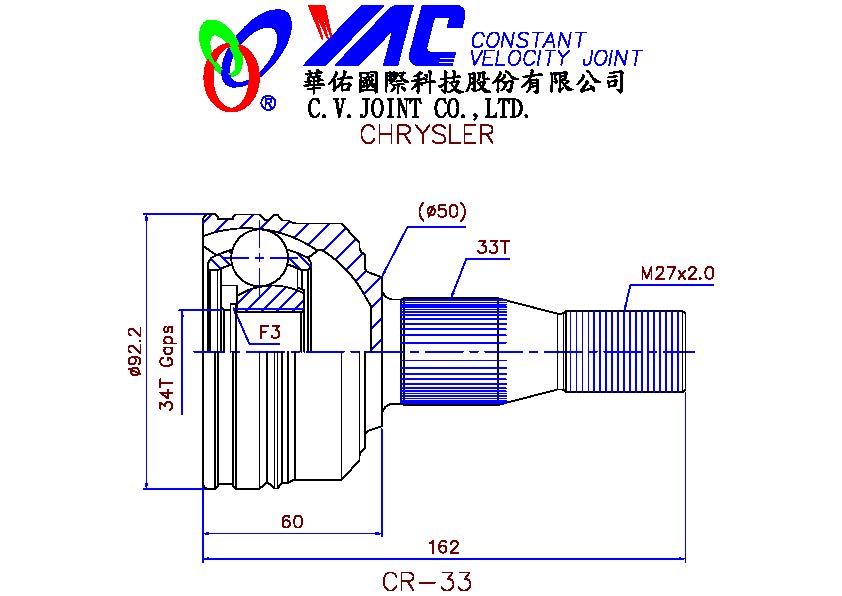 YAC CONSTANT
VELOCITY JOINT
®
華佑國際科技股份有限公司
C.V.JOINT CO.,LTD.
CHRYSLER
(ø50)
33T
M27x2.0
F3
ø92.2
34T Gaps
60
162
CR-33